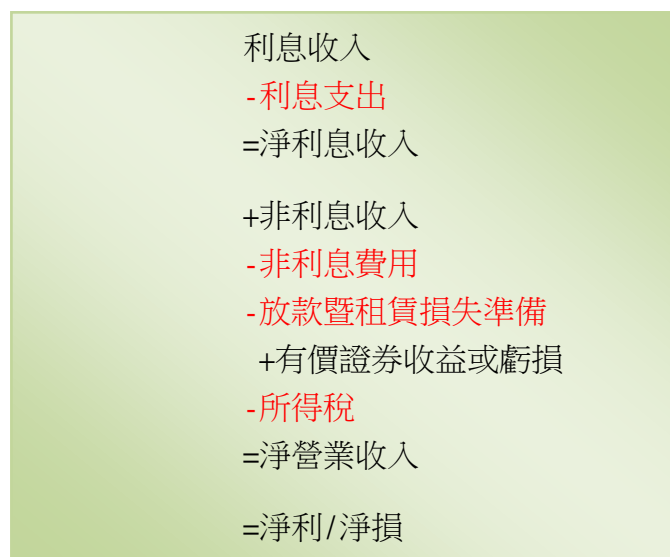 利息收入
-利息支出
=淨利息收入
+非利息收入
-非利息費用
-放款暨租賃損失準備
+有價證券收益或虧損
-所得稅
=淨營業收入
=淨利/淨損